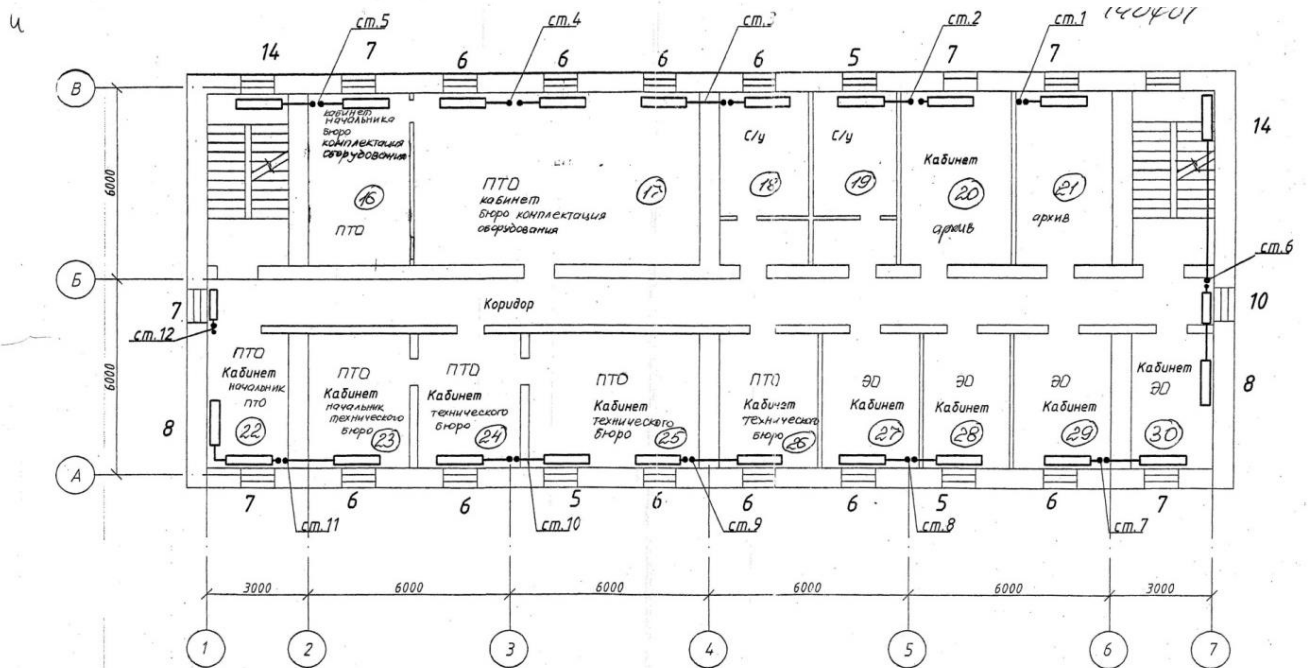 и
140401
ст.5
ст.4
ст.3
ст.2
ст.1
14
7
6
6
6
6
5
7
7
В
кабинет
начальника
бюро
комплектация
оборудования
16
ПТО
ПТО
кабинет
бюро комплектация
оборудования
17
С/у
18
С/у
19
Кабинет
20
архив
21
архив
14
6000
Б
ст.6
7
Коридор
10
ст.12
6000
8
ПТО
Кабинет
начальник
ПТО
22
ПТО
Кабинет
начальник
технического
бюро
23
ПТО
Кабинет
технического
бюро
24
ПТО
Кабинет
технического
бюро
25
ПТО
Кабинет
технического
бюро
26
ЭО
Кабинет
27
ЭО
Кабинет
28
ЭО
Кабинет
29
Кабинет
ЭО
30
8
А
7
6
6
5
6
6
6
5
6
7
ст.11
ст.10
ст.9
ст.8
ст.7
3000
6000
6000
6000
6000
3000
1
2
3
4
5
6
7